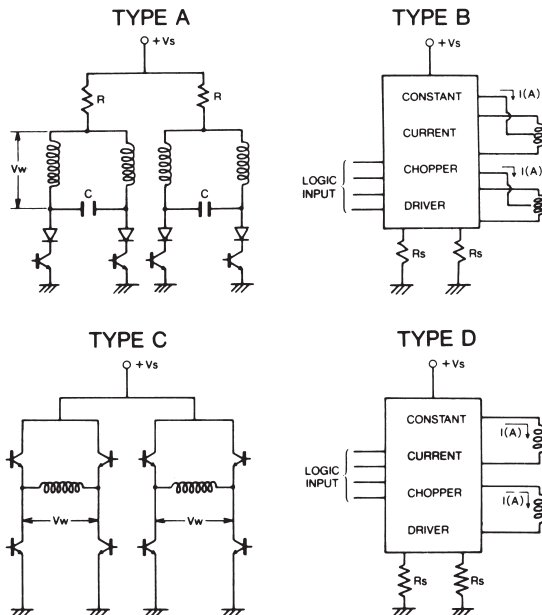 TYPE A
+Vs
R
R
Vw
C
C
TYPE B
+Vs
CONSTANT
CURRENT
CHOPPER
DRIVER
I(A)
I(A)
LOGIC
INPUT
Rs
Rs
TYPE C
+Vs
Vw
Vw
TYPE D
+Vs
CONSTANT
CURRENT
CHOPPER
DRIVER
I(A)
I(A)
LOGIC
INPUT
Rs
Rs